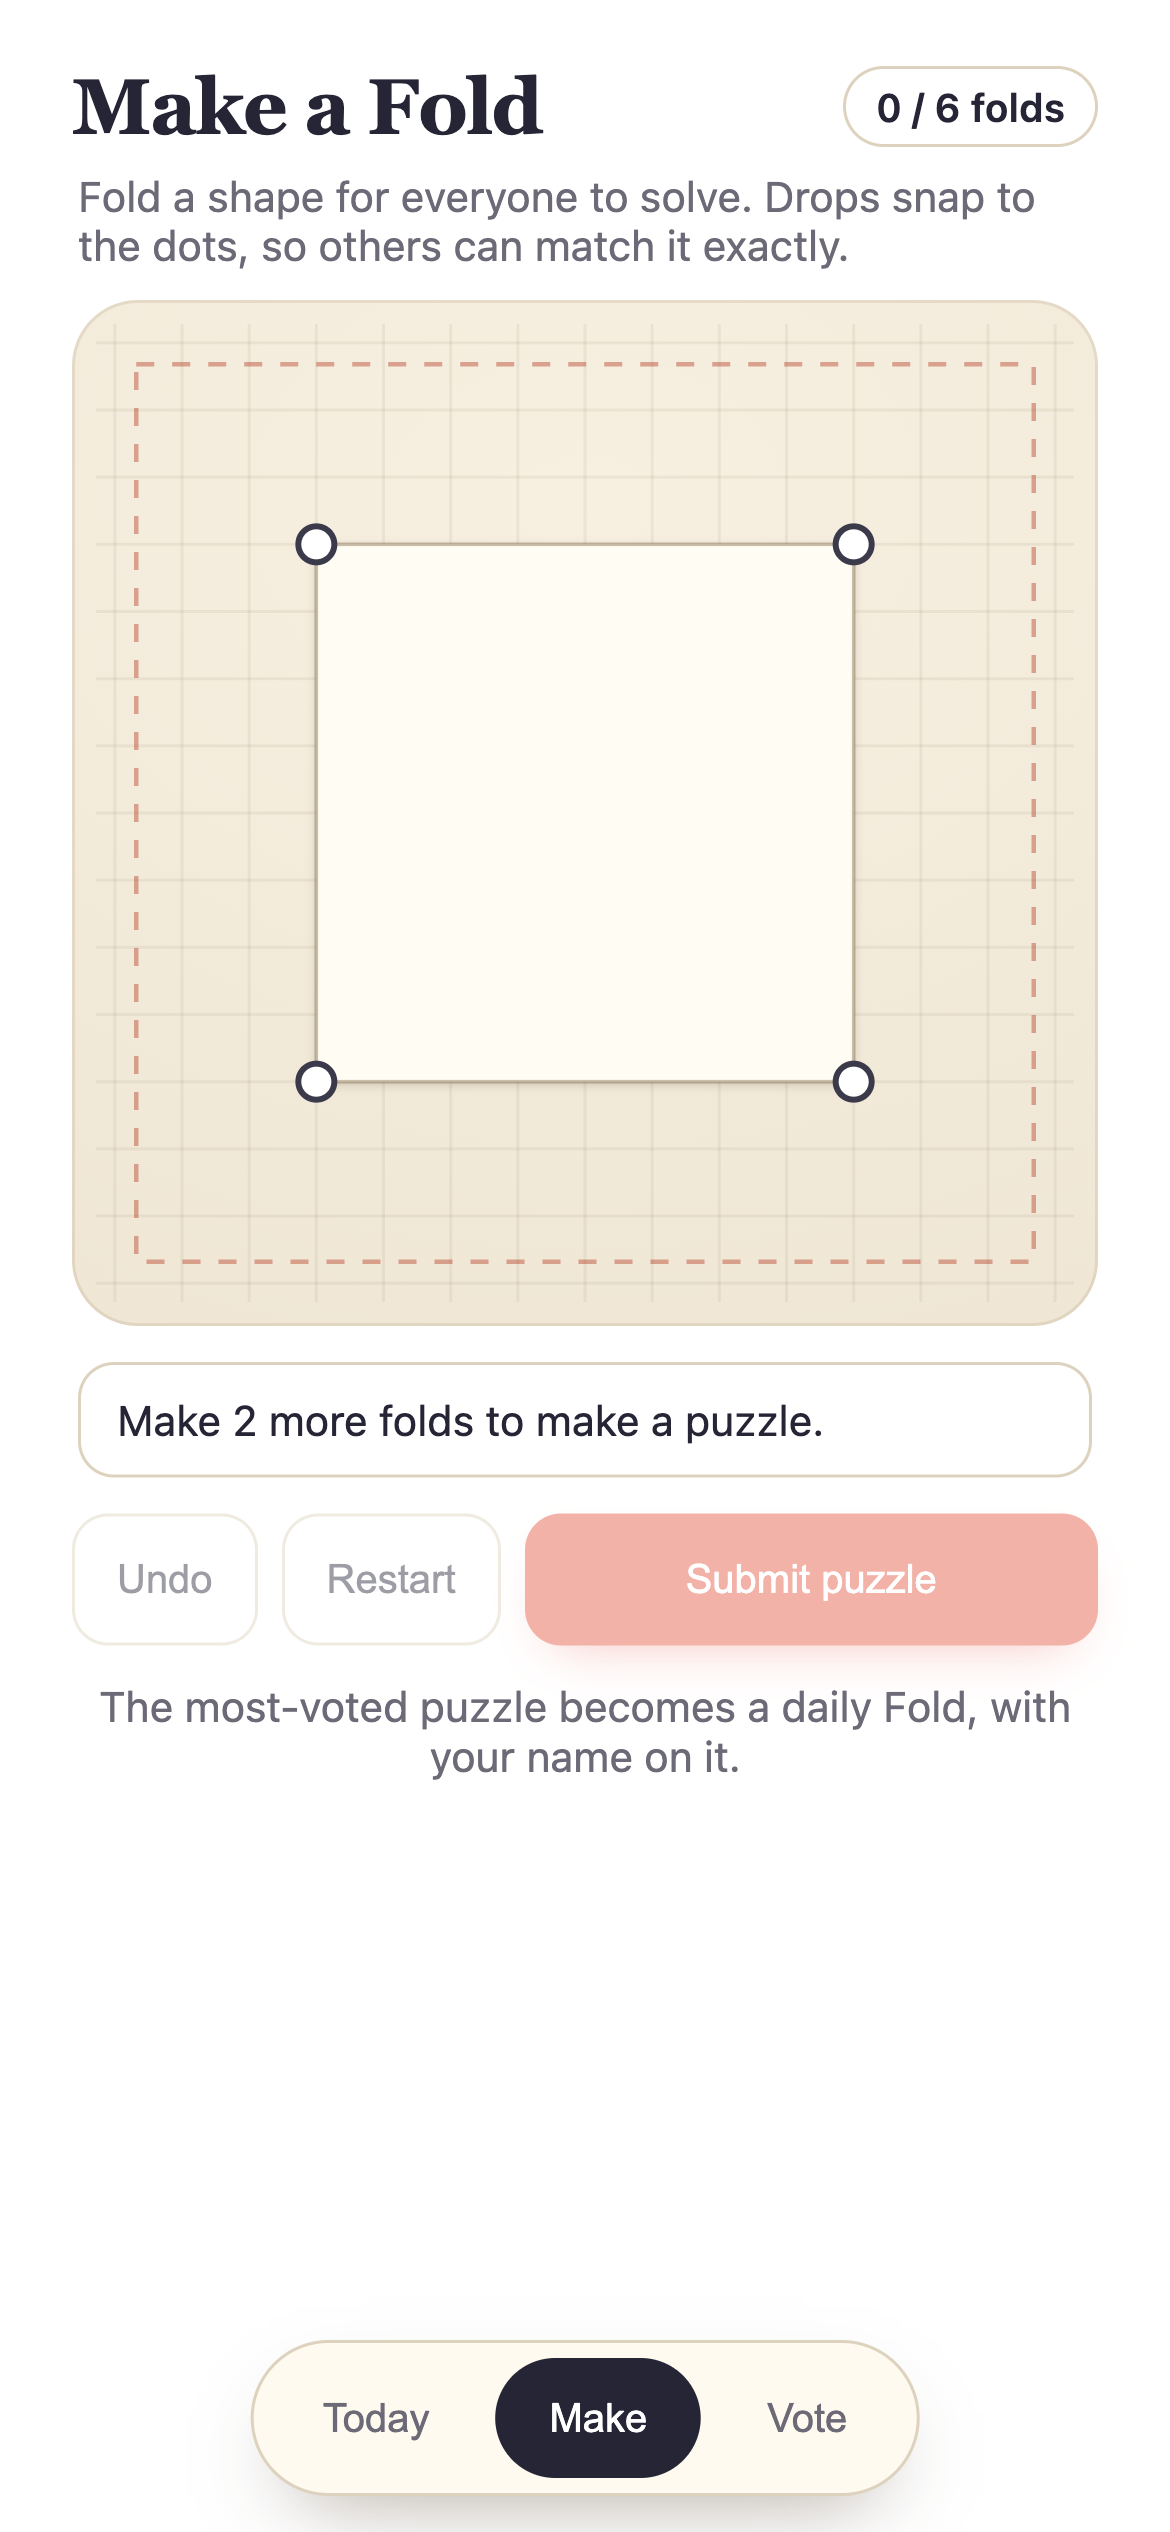 Make a Fold
0 / 6 folds
Fold a shape for everyone to solve. Drops snap to
the dots, so others can match it exactly.
Make 2 more folds to make a puzzle.
Undo
Restart
Submit puzzle
The most-voted puzzle becomes a daily Fold, with
your name on it.
Today
Make
Vote